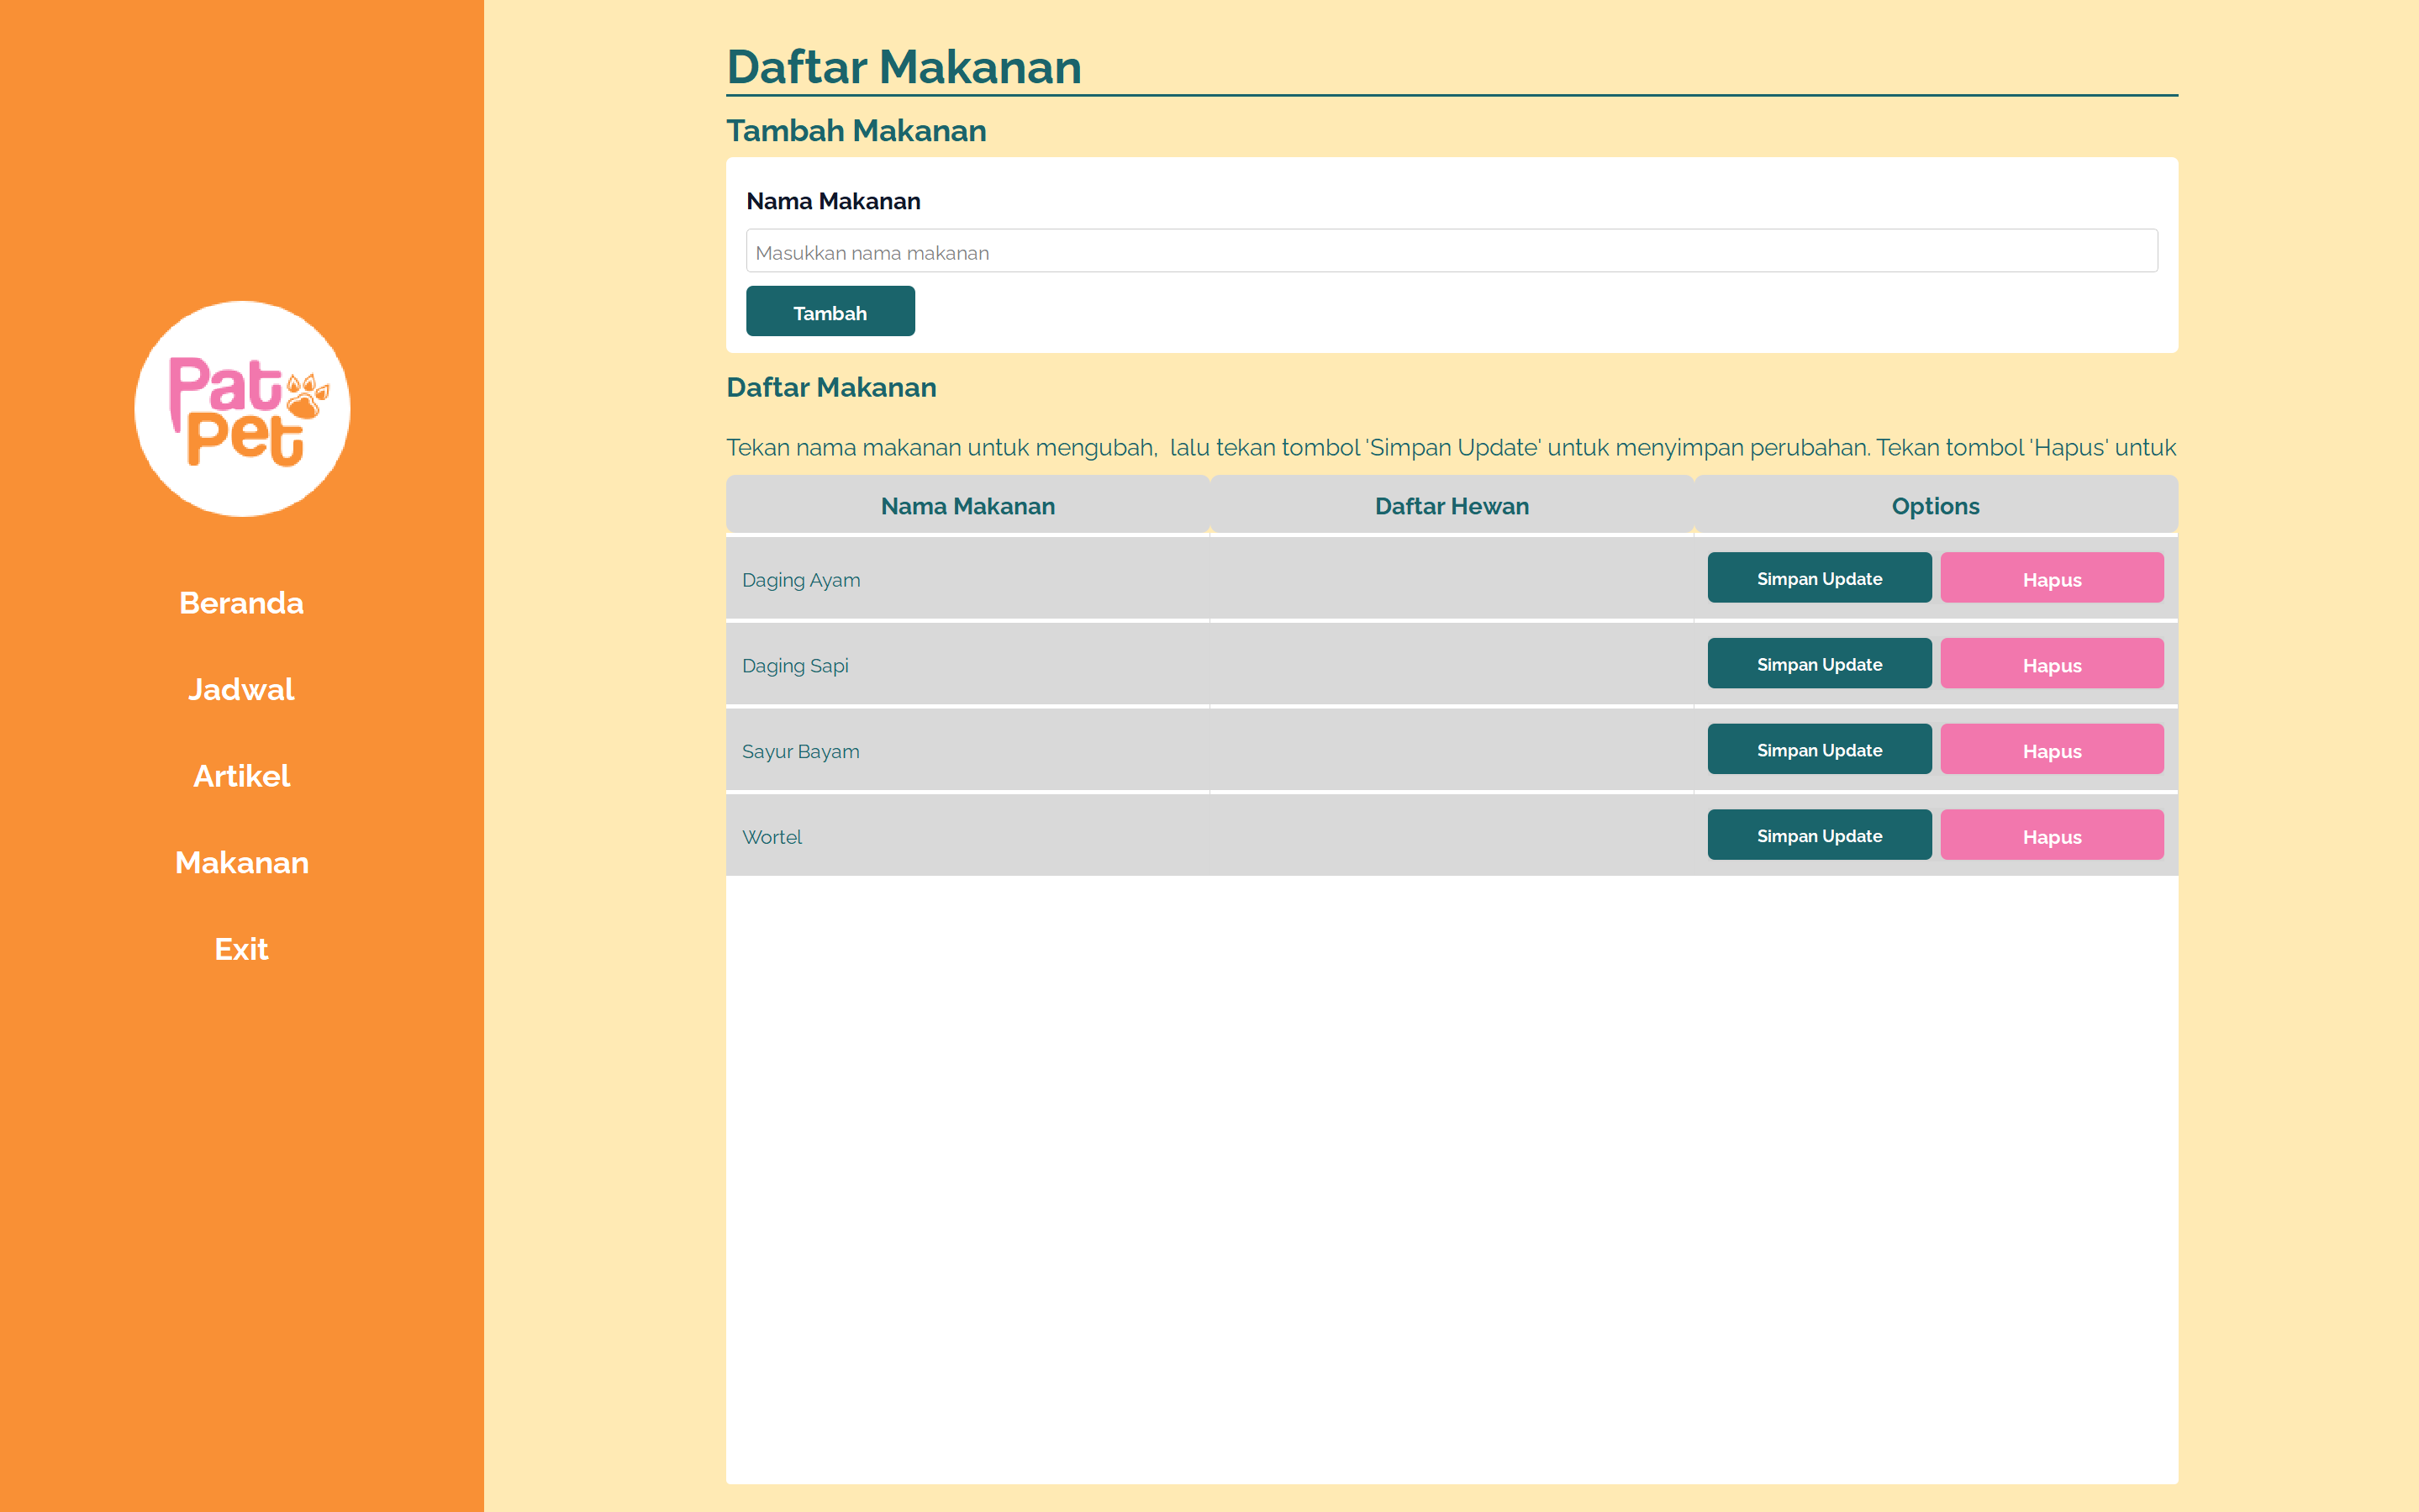 Pat
Pet
Beranda
Jadwal
Artikel
Makanan
Exit
Daftar Makanan
Tambah Makanan
Nama Makanan
Masukkan nama makanan
Tambah
Daftar Makanan
Tekan nama makanan untuk mengubah,  lalu tekan tombol 'Simpan Update' untuk menyimpan perubahan. Tekan tombol 'Hapus' untuk
Nama Makanan Daftar Hewan Options
Daging Ayam Simpan Update Hapus
Daging Sapi Simpan Update Hapus
Sayur Bayam Simpan Update Hapus
Wortel Simpan Update Hapus